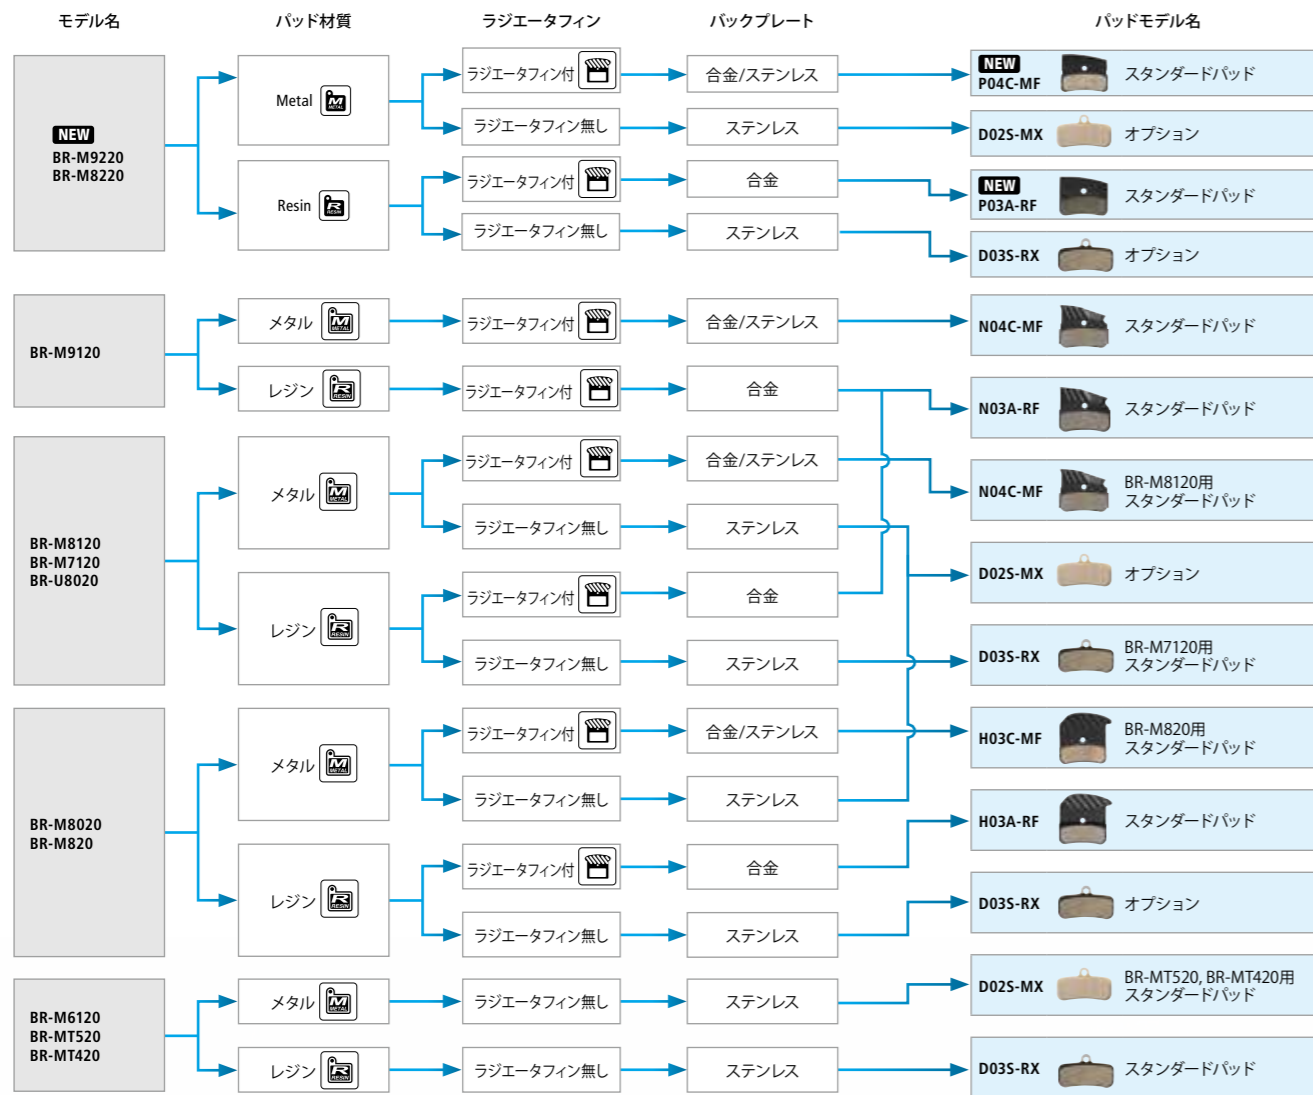 モデル名 パッド材質 ラジエータフィン バックプレート パッドモデル名
NEW
BR-M9220
BR-M8220
Metal M METAL
ラジエータフィン付 合金/ステンレス
NEW
P04C-MF スタンダードパッド
ラジエータフィン無し ステンレス D02S-MX オプション
Resin R RESIN
ラジエータフィン付 合金
NEW
P03A-RF スタンダードパッド
ラジエータフィン無し ステンレス D03S-RX オプション
BR-M9120
メタル M METAL ラジエータフィン付 合金/ステンレス N04C-MF スタンダードパッド
レジン R RESIN ラジエータフィン付 合金 N03A-RF スタンダードパッド
BR-M8120
BR-M7120
BR-U8020
メタル M METAL
ラジエータフィン付 合金/ステンレス N04C-MF BR-M8120用
スタンダードパッド
ラジエータフィン無し ステンレス D02S-MX オプション
レジン R RESIN
ラジエータフィン付 合金
ラジエータフィン無し ステンレス D03S-RX BR-M7120用
スタンダードパッド
BR-M8020
BR-M820
メタル M METAL
ラジエータフィン付 合金/ステンレス H03C-MF BR-M820用
スタンダードパッド
ラジエータフィン無し ステンレス
レジン R RESIN
ラジエータフィン付 合金 H03A-RF スタンダードパッド
ラジエータフィン無し ステンレス D03S-RX オプション
BR-M6120
BR-MT520
BR-MT420
メタル M METAL ラジエータフィン無し ステンレス D02S-MX BR-MT520, BR-MT420用
スタンダードパッド
レジン R RESIN ラジエータフィン無し ステンレス D03S-RX スタンダードパッド